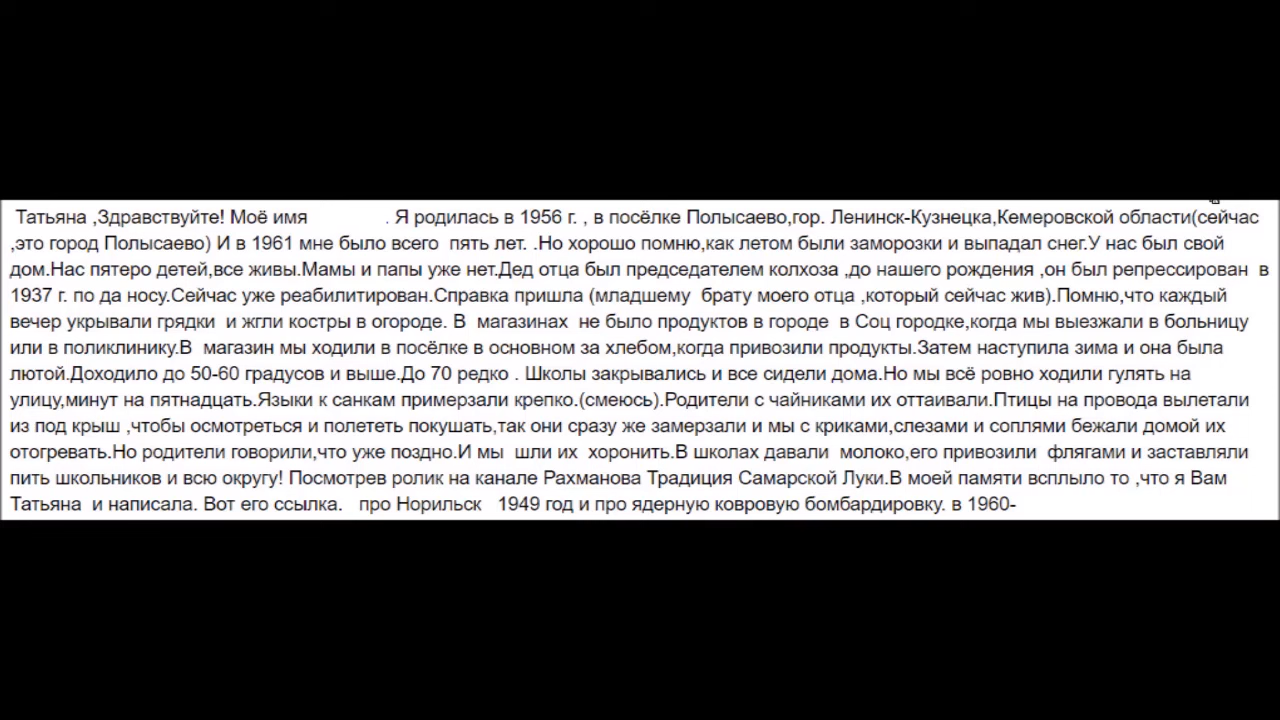 Татьяна ,Здравствуйте! Моё имя . Я родилась в 1956 г. , в посёлке Полысаево,гор. Ленинск-Кузнецка,Кемеровской области(сейчас
,это город Полысаево) И в 1961 мне было всего пять лет. .Но хорошо помню,как летом были заморозки и выпадал снег.У нас был свой
дом.Нас пятеро детей,все живы.Мамы и папы уже нет.Дед отца был председателем колхоза ,до нашего рождения ,он был репрессирован в
1937 г. по да носу.Сейчас уже реабилитирован.Справка пришла (младшему брату моего отца ,который сейчас жив).Помню,что каждый
вечер укрывали грядки и жгли костры в огороде. В магазинах не было продуктов в городе в Соц городке,когда мы выезжали в больницу
или в поликлинику.В магазин мы ходили в посёлке в основном за хлебом,когда привозили продукты.Затем наступила зима и она была
лютой.Доходило до 50-60 градусов и выше.До 70 редко . Школы закрывались и все сидели дома.Но мы всё ровно ходили гулять на
улицу,минут на пятнадцать.Языки к санкам примерзали крепко.(смеюсь).Родители с чайниками их оттаивали.Птицы на провода вылетали
из под крыш ,чтобы осмотреться и полететь покушать,так они сразу же замерзали и мы с криками,слезами и соплями бежали домой их
отогревать.Но родители говорили,что уже поздно.И мы шли их хоронить.В школах давали молоко,его привозили флягами и заставляли
пить школьников и всю округу! Посмотрев ролик на канале Рахманова Традиция Самарской Луки.В моей памяти всплыло то ,что я Вам
Татьяна и написала. Вот его ссылка. про Норильск 1949 год и про ядерную ковровую бомбардировку. в 1960-